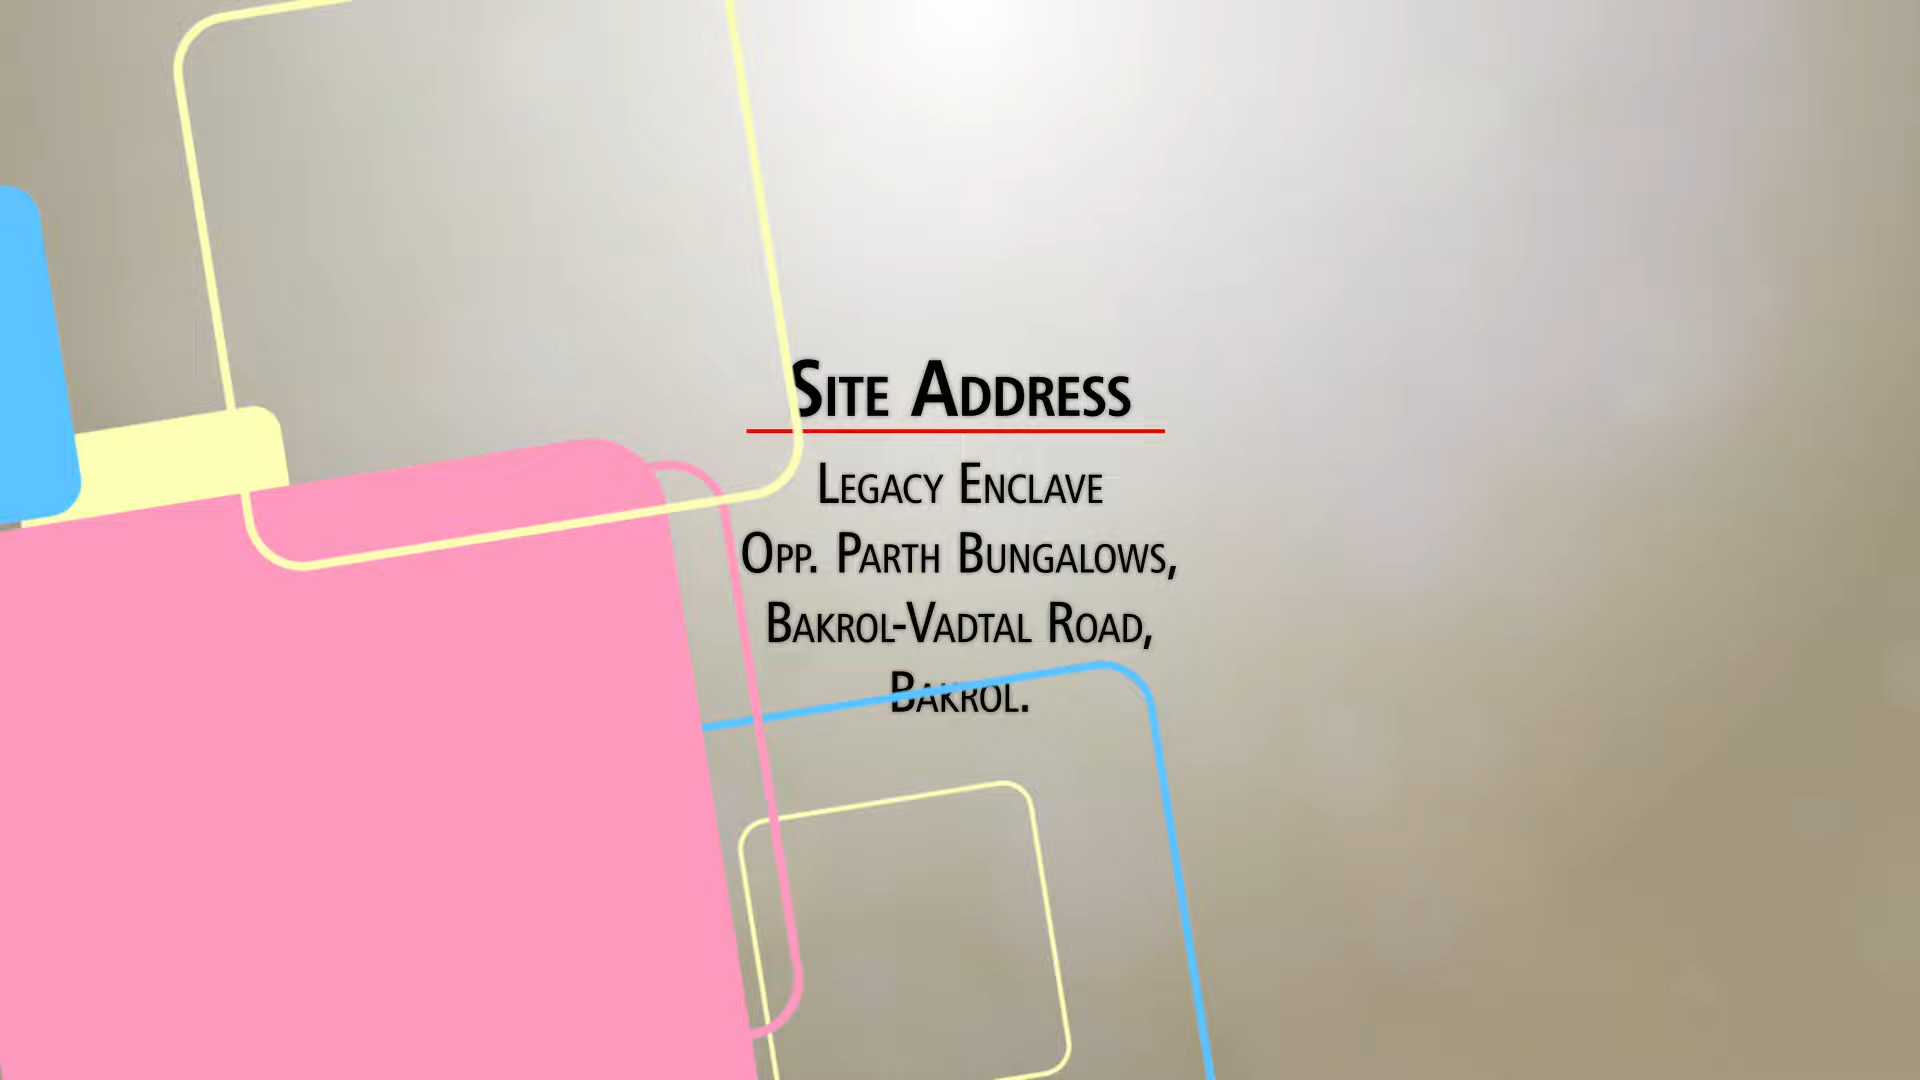 Site Address
Legacy Enclave
Opp. Parth Bungalows,
Bakrol-Vadtal Road,
Bakrol.